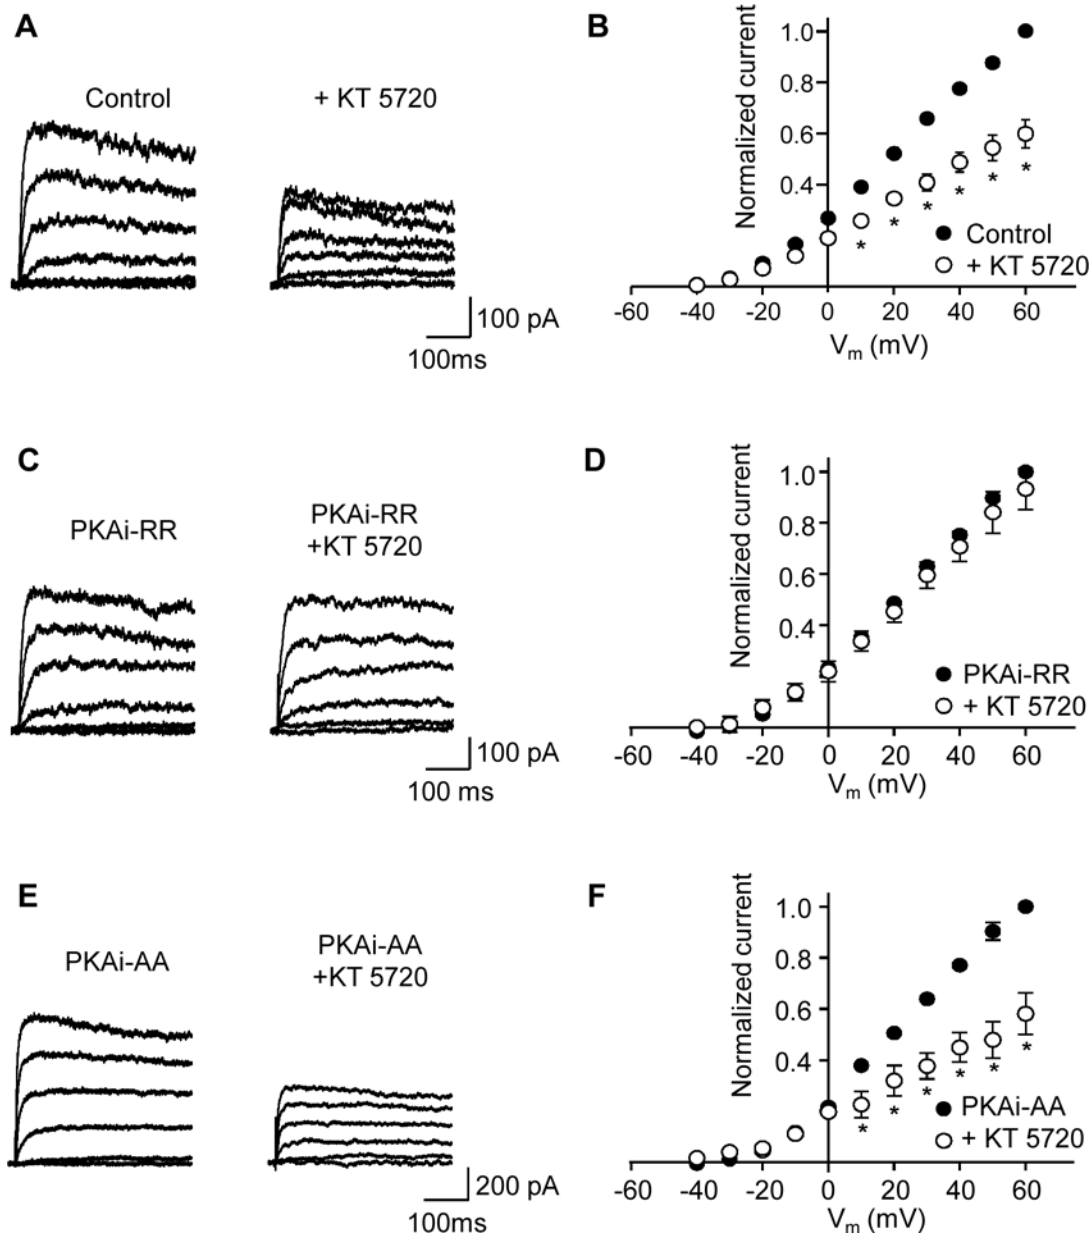 A
Control
+ KT 5720
100 pA
100ms
B
Normalized current
1.0
0.8
0.6
0.4
*
*
*
*
*
*
Control
+ KT 5720
-60 -40 -20 0 20 40 60
Vm (mV)
C
PKAi-RR
PKAi-RR
+KT 5720
100 pA
100 ms
D
Normalized current
1.0
0.8
0.6
0.4
PKAi-RR
+ KT 5720
-60 -40 -20 0 20 40 60
Vm (mV)
E
PKAi-AA
PKAi-AA
+KT 5720
200 pA
100ms
F
Normalized current
1.0
0.8
0.6
0.4
*
*
*
*
*
*
PKAi-AA
+ KT 5720
-60 -40 -20 0 20 40 60
Vm (mV)